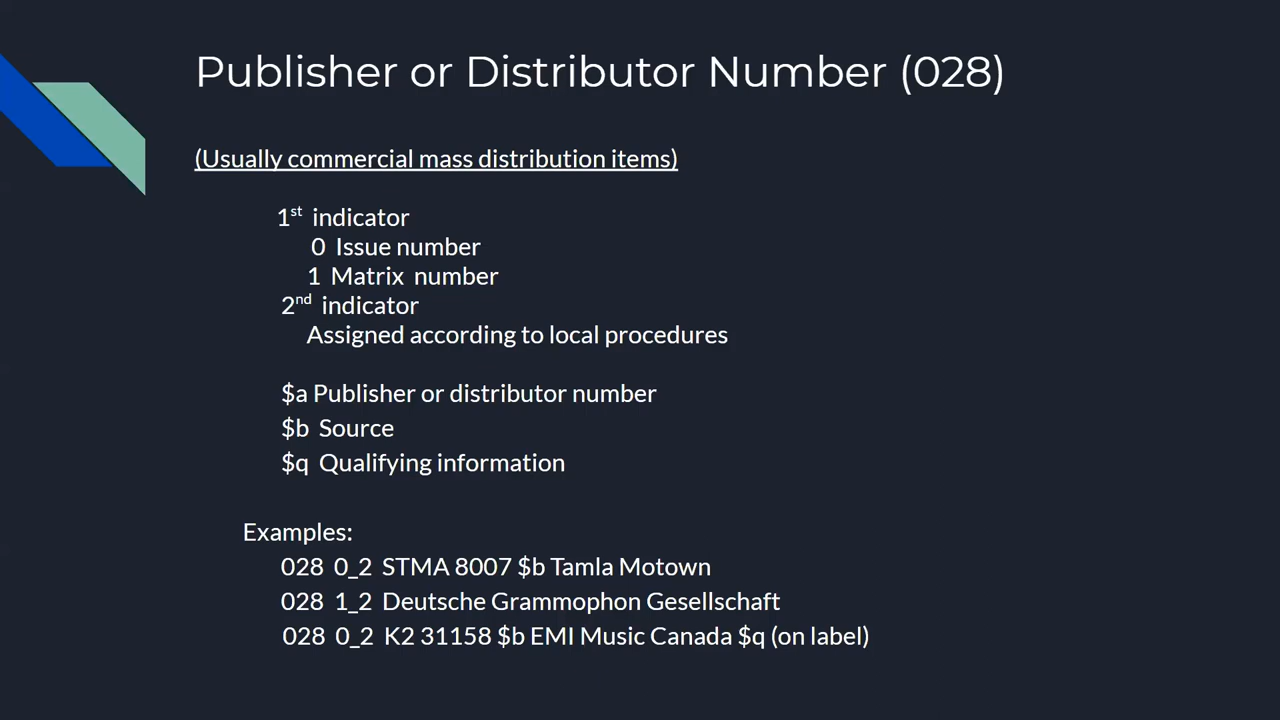 Publisher or Distributor Number (028)
(Usually commercial mass distribution items)
1st indicator
0 Issue number
1 Matrix number
2nd indicator
Assigned according to local procedures
$a Publisher or distributor number
$b Source
$q Qualifying information
Examples:
028 0_2 STMA 8007 $b Tamla Motown
028 1_2 Deutsche Grammophon Gesellschaft
028 0_2 K2 31158 $b EMI Music Canada $q (on label)